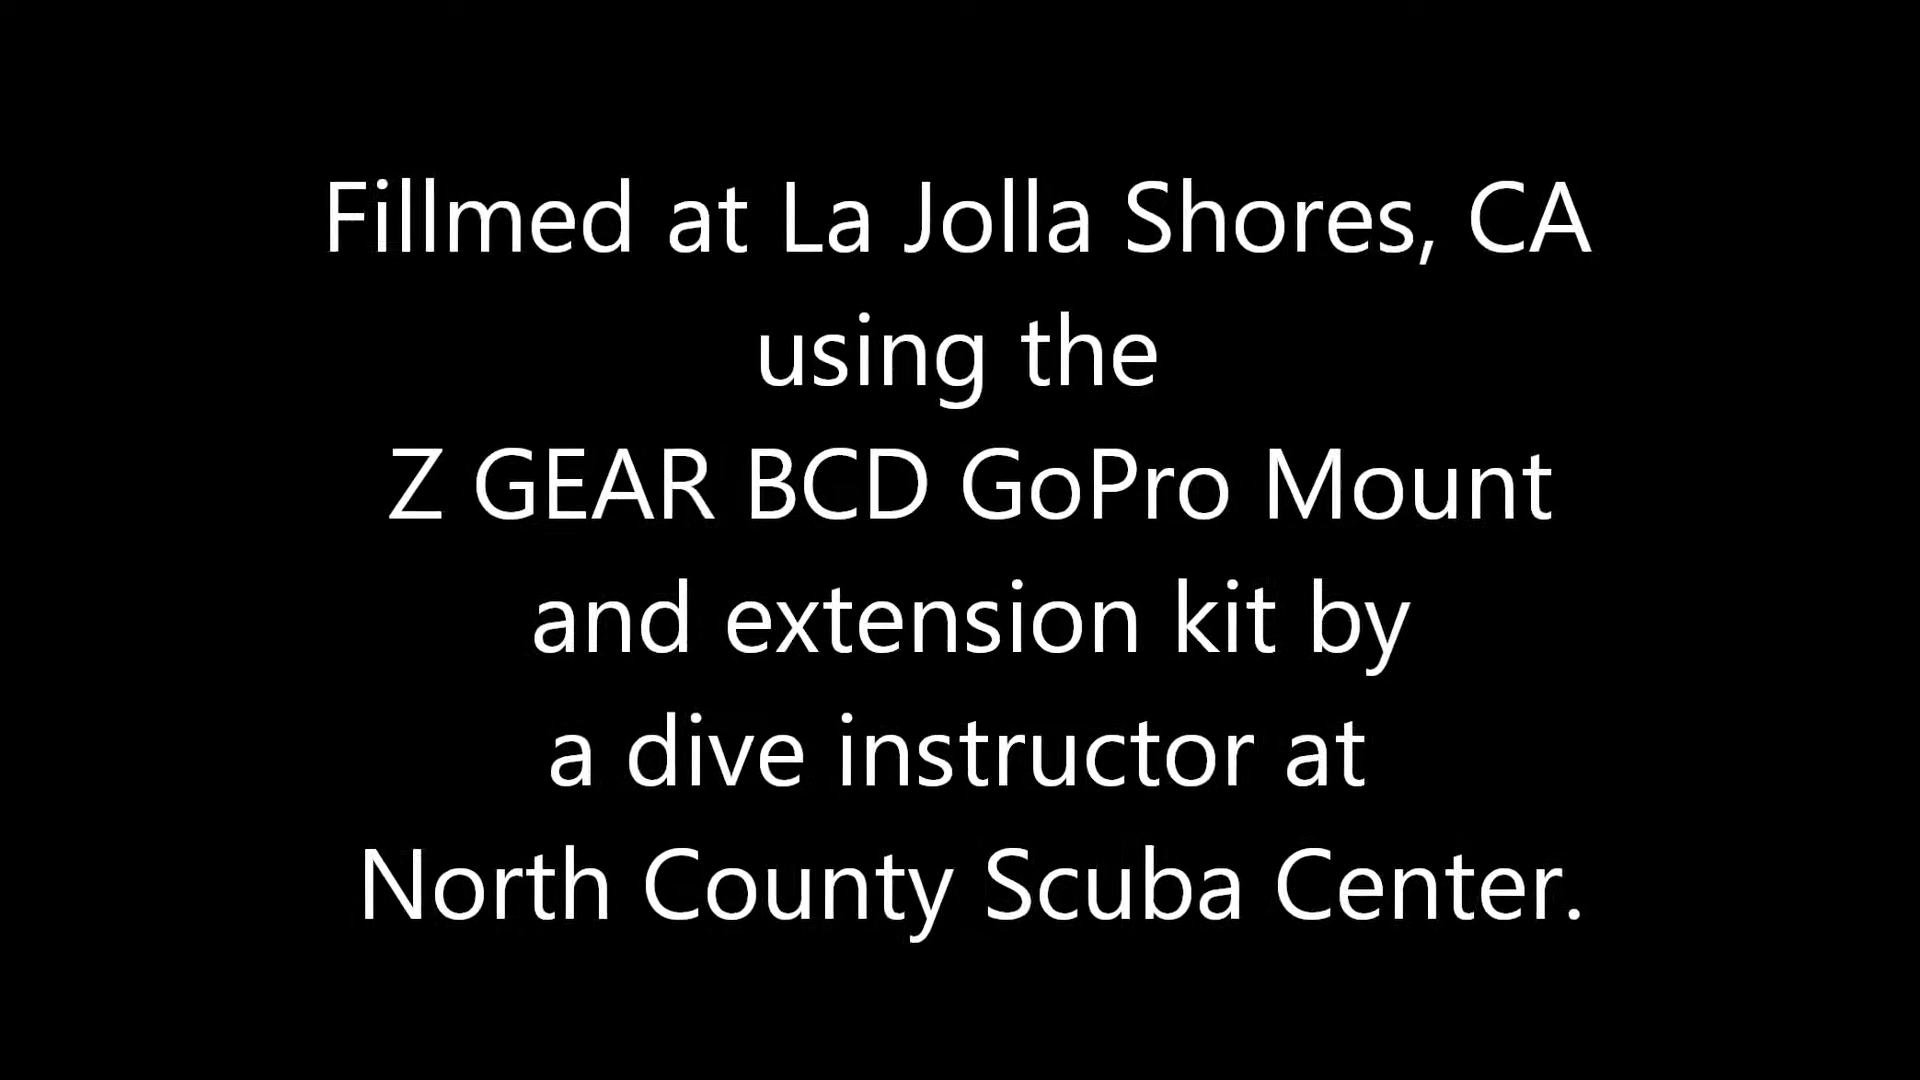 Fillmed at La Jolla Shores, CA
using the
Z GEAR BCD GoPro Mount
and extension kit by
a dive instructor at
North County Scuba Center.